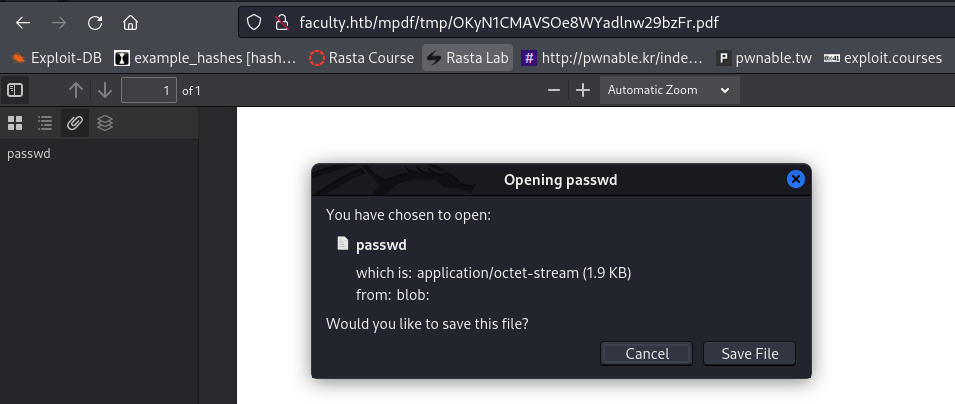 faculty.htb/mpdf/tmp/OKyN1CMAVSOe8WYadlnw29bzFr.pdf
Exploit-DB example_hashes [hash… Rasta Course Rasta Lab http://pwnable.kr/inde… pwnable.tw exploit.courses
1 of 1 Automatic Zoom
passwd
Opening passwd
You have chosen to open:
passwd
which is: application/octet-stream (1.9 KB)
from: blob:
Would you like to save this file?
Cancel Save File